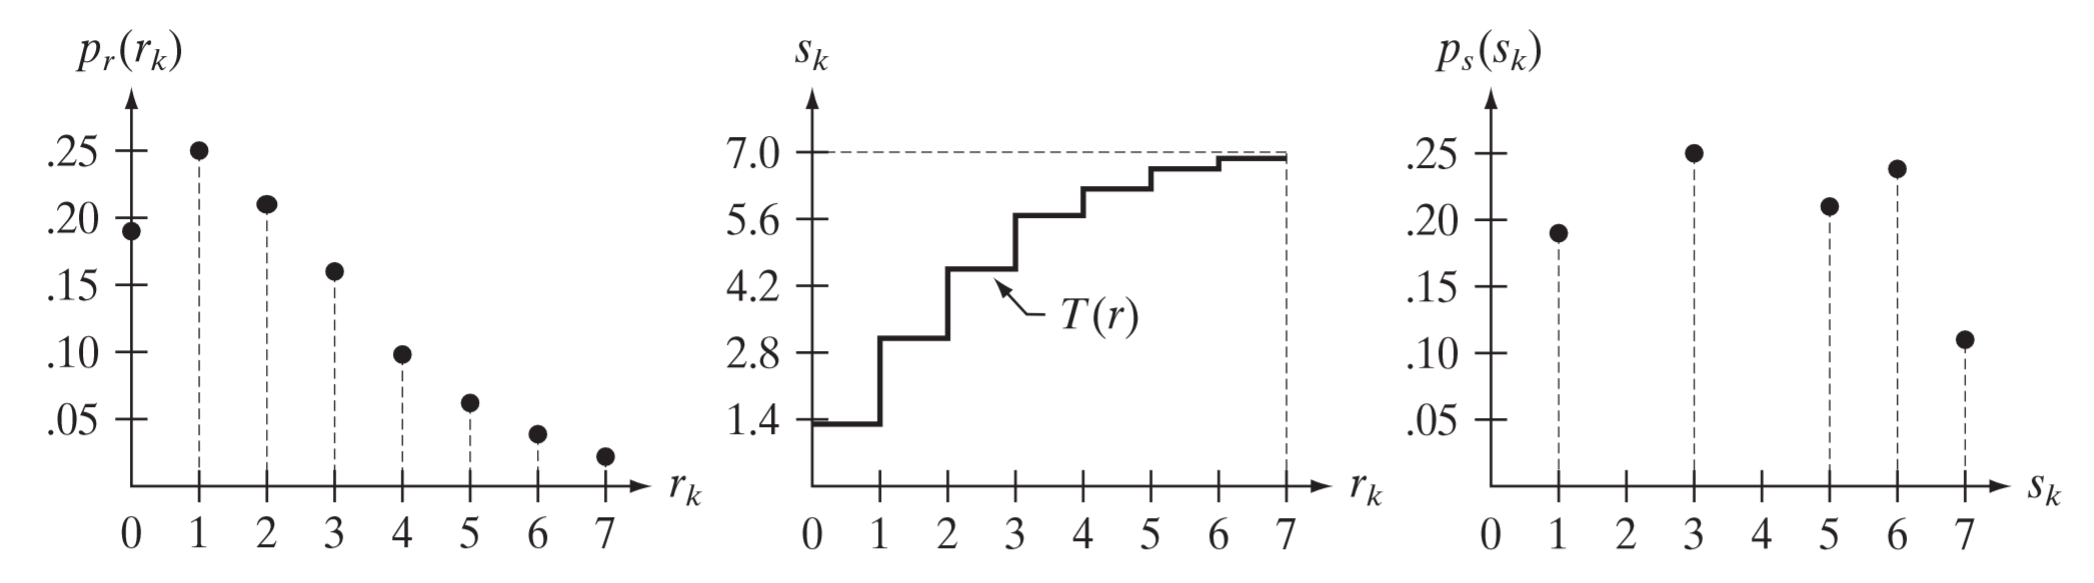 p_r(r_k)
.25
.20
.15
.10
.05
0 1 2 3 4 5 6 7
r_k
s_k
7.0
5.6
4.2
2.8
1.4
T(r)
0 1 2 3 4 5 6 7
r_k
p_s(s_k)
.25
.20
.15
.10
.05
0 1 2 3 4 5 6 7
s_k